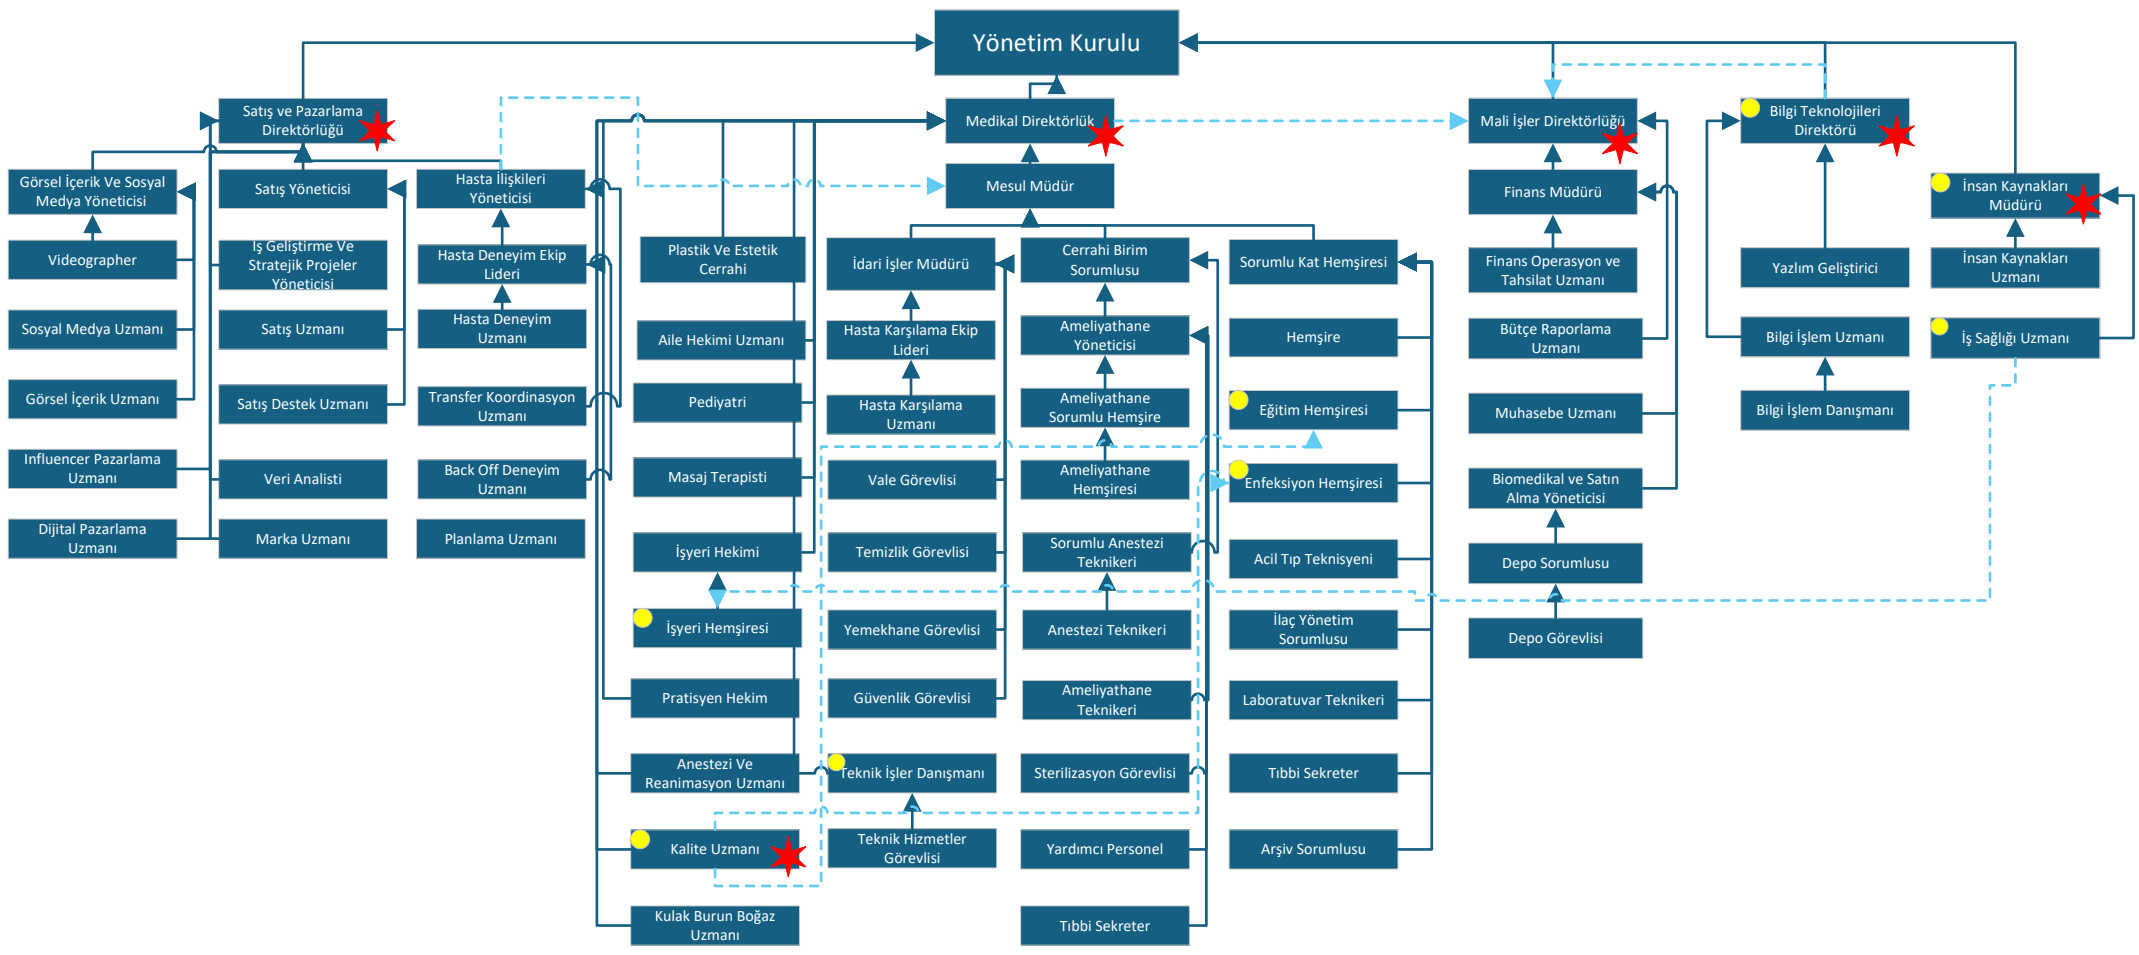 Yönetim Kurulu
Satış ve Pazarlama
Direktörlüğü
Medikal Direktörlük
Mali İşler Direktörlüğü
Bilgi Teknolojileri
Direktörü
Görsel İçerik Ve Sosyal
Medya Yöneticisi
Satış Yöneticisi
Hasta İlişkileri
Yöneticisi
Mesul Müdür
Finans Müdürü
İnsan Kaynakları
Müdürü
Videographer
İş Geliştirme Ve
Stratejik Projeler
Yöneticisi
Hasta Deneyim Ekip
Lideri
Plastik Ve Estetik
Cerrahi
İdari İşler Müdürü
Cerrahi Birim
Sorumlusu
Sorumlu Kat Hemşiresi
Finans Operasyon ve
Tahsilat Uzmanı
Yazlım Geliştirici
İnsan Kaynakları
Uzmanı
Sosyal Medya Uzmanı
Satış Uzmanı
Hasta Deneyim
Uzmanı
Aile Hekimi Uzmanı
Hasta Karşılama Ekip
Lideri
Ameliyathane
Yöneticisi
Hemşire
Bütçe Raporlama
Uzmanı
Bilgi İşlem Uzmanı
İş Sağlığı Uzmanı
Görsel İçerik Uzmanı
Satış Destek Uzmanı
Transfer Koordinasyon
Uzmanı
Pediyatri
Hasta Karşılama
Uzmanı
Ameliyathane
Sorumlu Hemşire
Eğitim Hemşiresi
Muhasebe Uzmanı
Bilgi İşlem Danışmanı
Influencer Pazarlama
Uzmanı
Veri Analisti
Back Off Deneyim
Uzmanı
Masaj Terapisti
Vale Görevlisi
Ameliyathane
Hemşiresi
Enfeksiyon Hemşiresi
Biomedikal ve Satın
Alma Yöneticisi
Dijital Pazarlama
Uzmanı
Marka Uzmanı
Planlama Uzmanı
İşyeri Hekimi
Temizlik Görevlisi
Sorumlu Anestezi
Teknikeri
Acil Tıp Teknisyeni
Depo Sorumlusu
İşyeri Hemşiresi
Yemekhane Görevlisi
Anestezi Teknikeri
İlaç Yönetim
Sorumlusu
Depo Görevlisi
Pratisyen Hekim
Güvenlik Görevlisi
Ameliyathane
Teknikeri
Laboratuvar Teknikeri
Anestezi Ve
Reanimasyon Uzmanı
Teknik İşler Danışmanı
Sterilizasyon Görevlisi
Tıbbi Sekreter
Kalite Uzmanı
Teknik Hizmetler
Görevlisi
Yardımcı Personel
Arşiv Sorumlusu
Kulak Burun Boğaz
Uzmanı
Tıbbi Sekreter